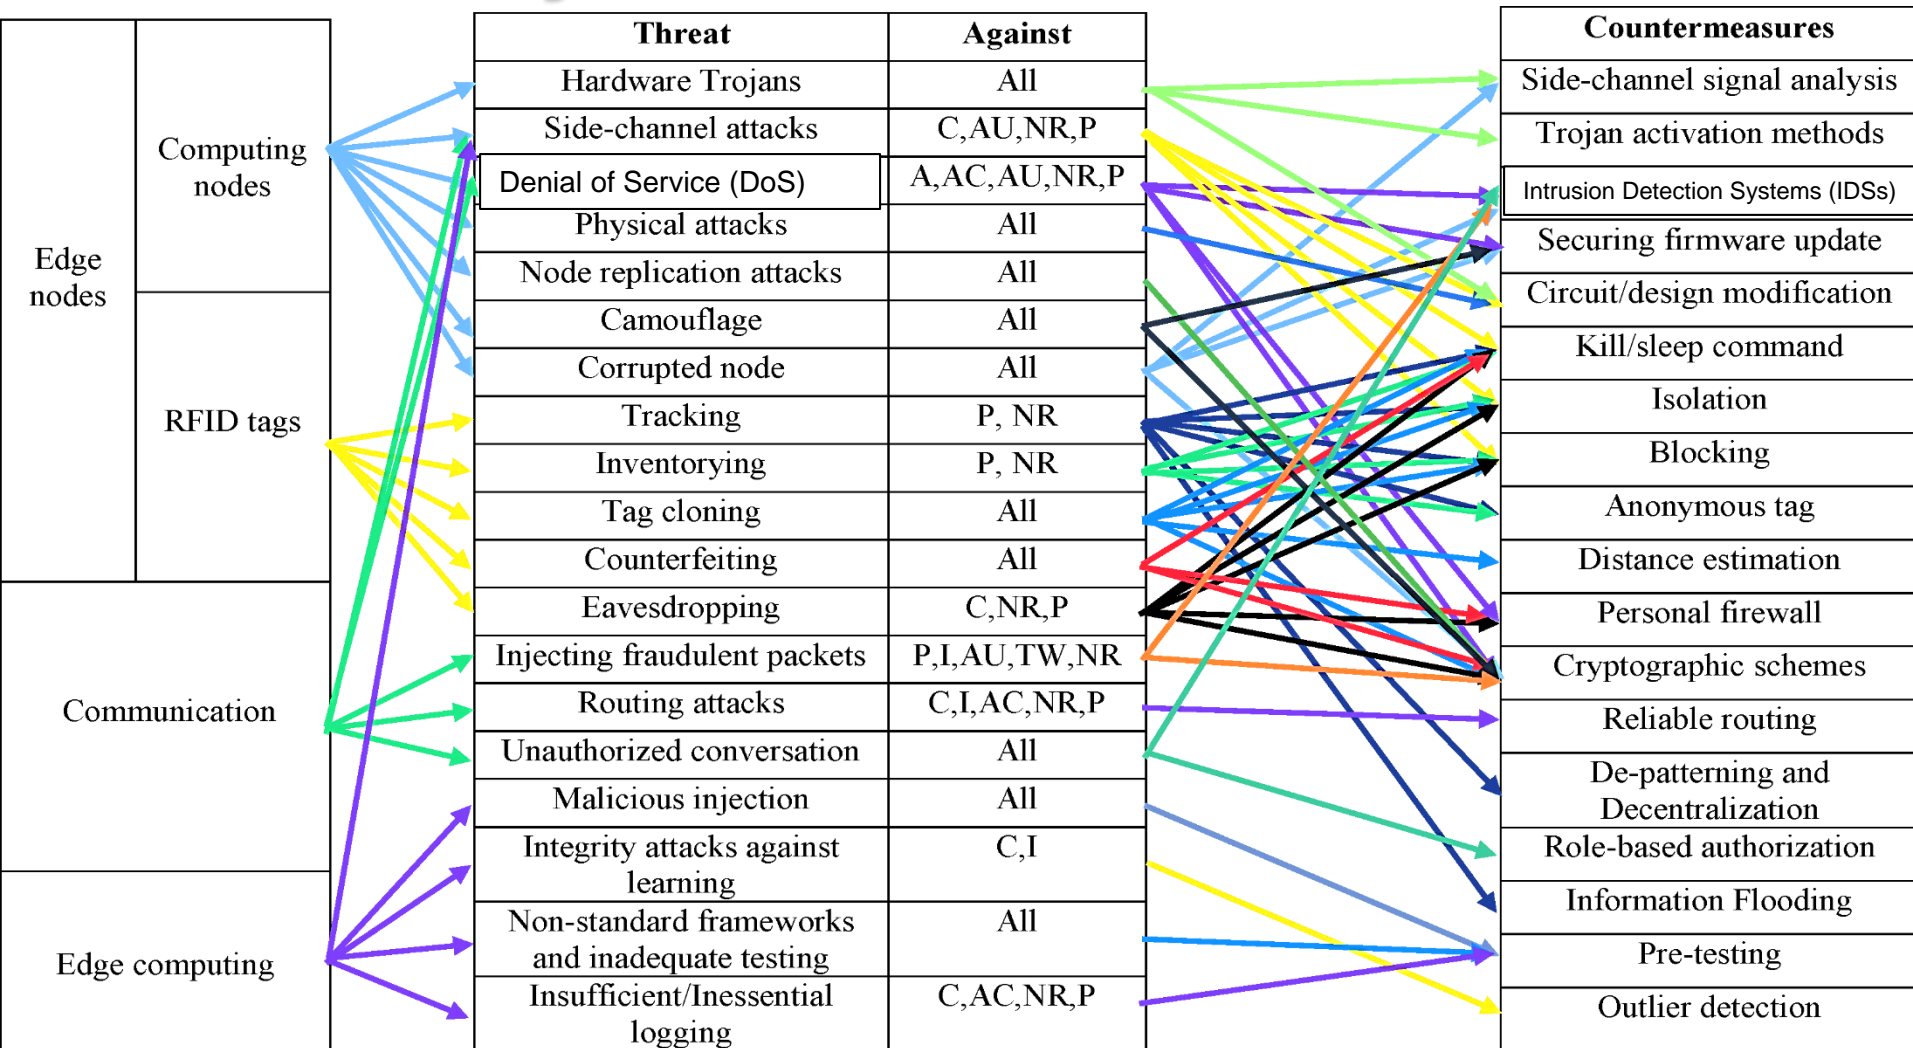 Edge
nodes
Computing
nodes
RFID tags
Communication
Edge computing
Threat Against
Hardware Trojans All
Side-channel attacks C,AU,NR,P
Denial of Service (DoS) A,AC,AU,NR,P
Physical attacks All
Node replication attacks All
Camouflage All
Corrupted node All
Tracking P, NR
Inventorying P, NR
Tag cloning All
Counterfeiting All
Eavesdropping C,NR,P
Injecting fraudulent packets P,I,AU,TW,NR
Routing attacks C,I,AC,NR,P
Unauthorized conversation All
Malicious injection All
Integrity attacks against C,I
learning
Non-standard frameworks All
and inadequate testing
Insufficient/Inessential C,AC,NR,P
logging
Countermeasures
Side-channel signal analysis
Trojan activation methods
Intrusion Detection Systems (IDSs)
Securing firmware update
Circuit/design modification
Kill/sleep command
Isolation
Blocking
Anonymous tag
Distance estimation
Personal firewall
Cryptographic schemes
Reliable routing
De-patterning and
Decentralization
Role-based authorization
Information Flooding
Pre-testing
Outlier detection